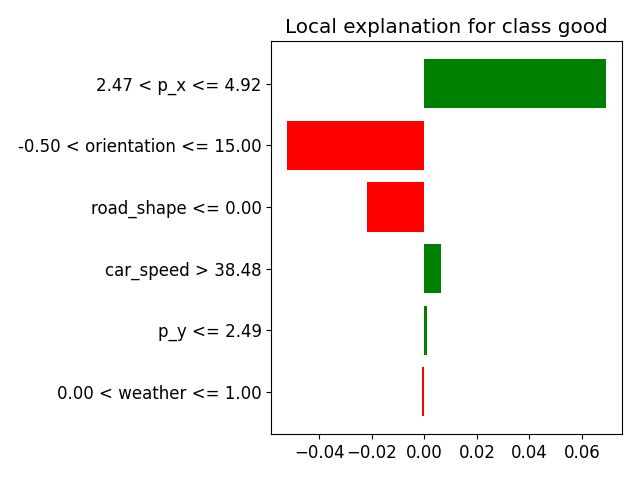 Local explanation for class good
2.47 < p_x <= 4.92
-0.50 < orientation <= 15.00
road_shape <= 0.00
car_speed > 38.48
p_y <= 2.49
0.00 < weather <= 1.00
−0.04 −0.02 0.00 0.02 0.04 0.06